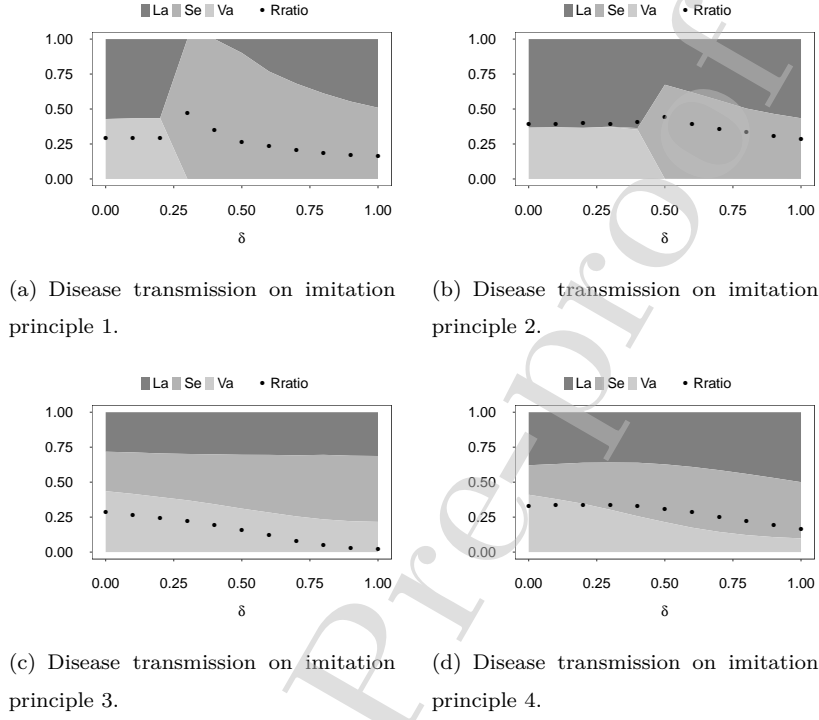 La Se Va Rratio
1.00
0.75
0.50
0.25
0.00
0.00 0.25 0.50 0.75 1.00
δ
(a) Disease transmission on imitation
principle 1.
La Se Va Rratio
1.00
0.75
0.50
0.25
0.00
0.00 0.25 0.50 0.75 1.00
δ
(b) Disease transmission on imitation
principle 2.
La Se Va Rratio
1.00
0.75
0.50
0.25
0.00
0.00 0.25 0.50 0.75 1.00
δ
(c) Disease transmission on imitation
principle 3.
La Se Va Rratio
1.00
0.75
0.50
0.25
0.00
0.00 0.25 0.50 0.75 1.00
δ
(d) Disease transmission on imitation
principle 4.
Pre-proof